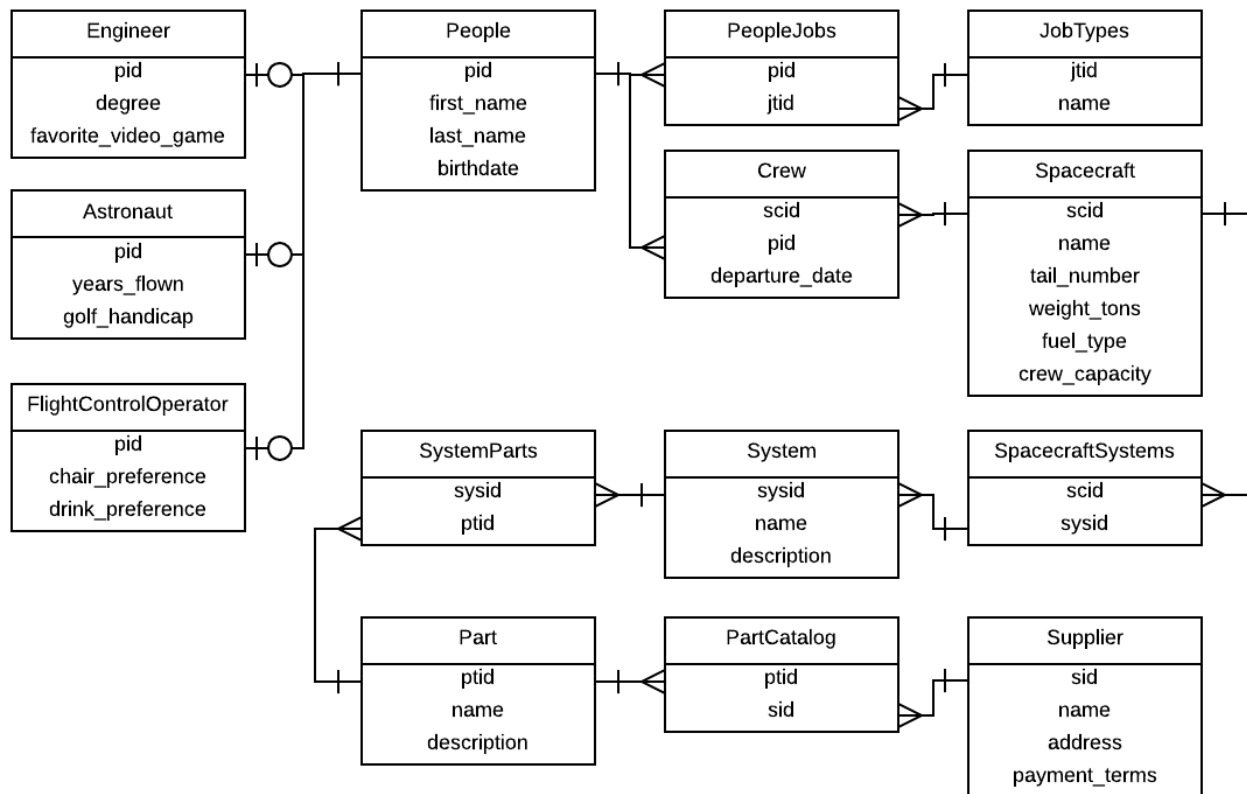 Engineer
pid
degree
favorite_video_game
People
pid
first_name
last_name
birthdate
PeopleJobs
pid
jtid
JobTypes
jtid
name
Astronaut
pid
years_flown
golf_handicap
Crew
scid
pid
departure_date
Spacecraft
scid
name
tail_number
weight_tons
fuel_type
crew_capacity
FlightControlOperator
pid
chair_preference
drink_preference
SystemParts
sysid
ptid
System
sysid
name
description
SpacecraftSystems
scid
sysid
Part
ptid
name
description
PartCatalog
ptid
sid
Supplier
sid
name
address
payment_terms